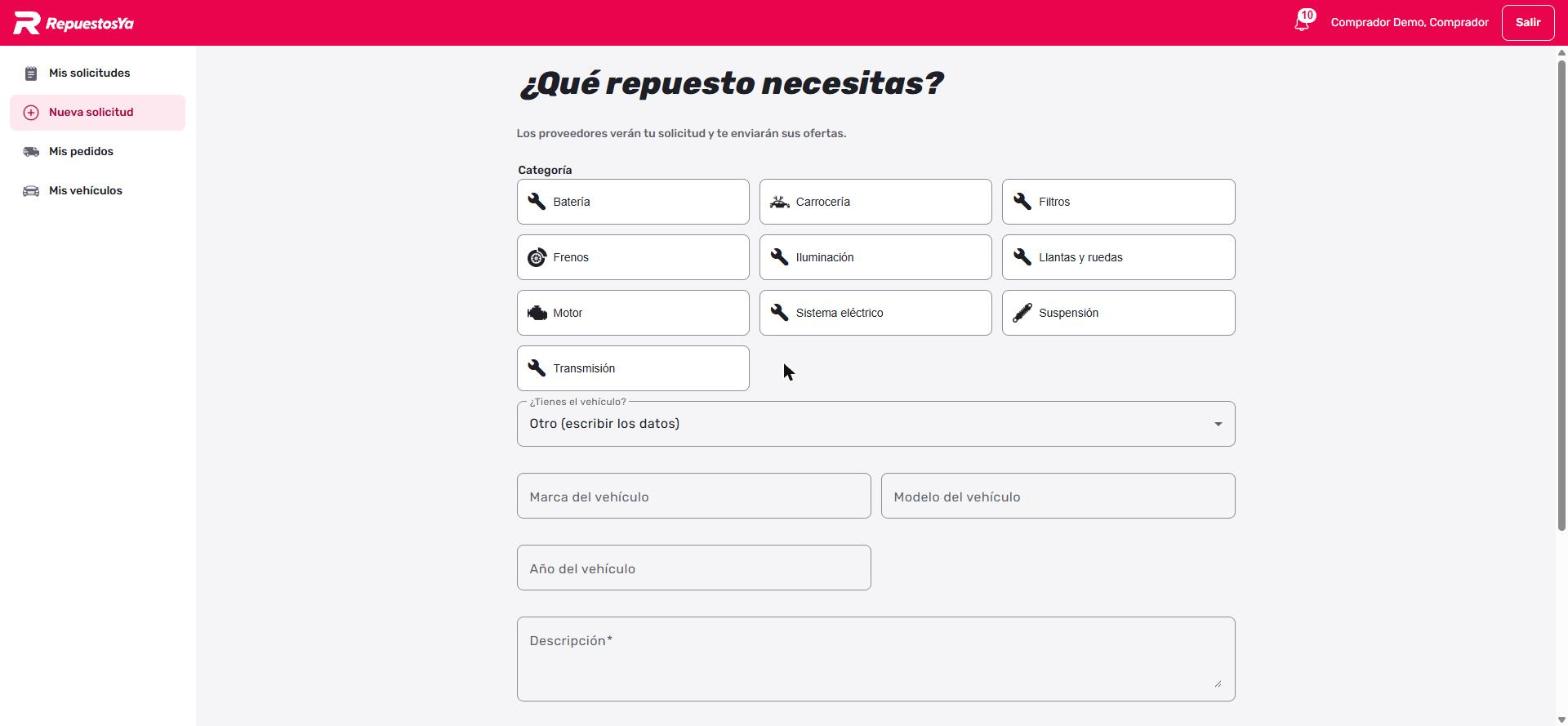 RepuestosYa
10
Comprador Demo, Comprador
Salir
Mis solicitudes
Nueva solicitud
Mis pedidos
Mis vehículos
¿Qué repuesto necesitas?
Los proveedores verán tu solicitud y te enviarán sus ofertas.
Categoría
Batería
Carrocería
Filtros
Frenos
Iluminación
Llantas y ruedas
Motor
Sistema eléctrico
Suspensión
Transmisión
¿Tienes el vehículo?
Otro (escribir los datos)
Marca del vehículo
Modelo del vehículo
Año del vehículo
Descripción*